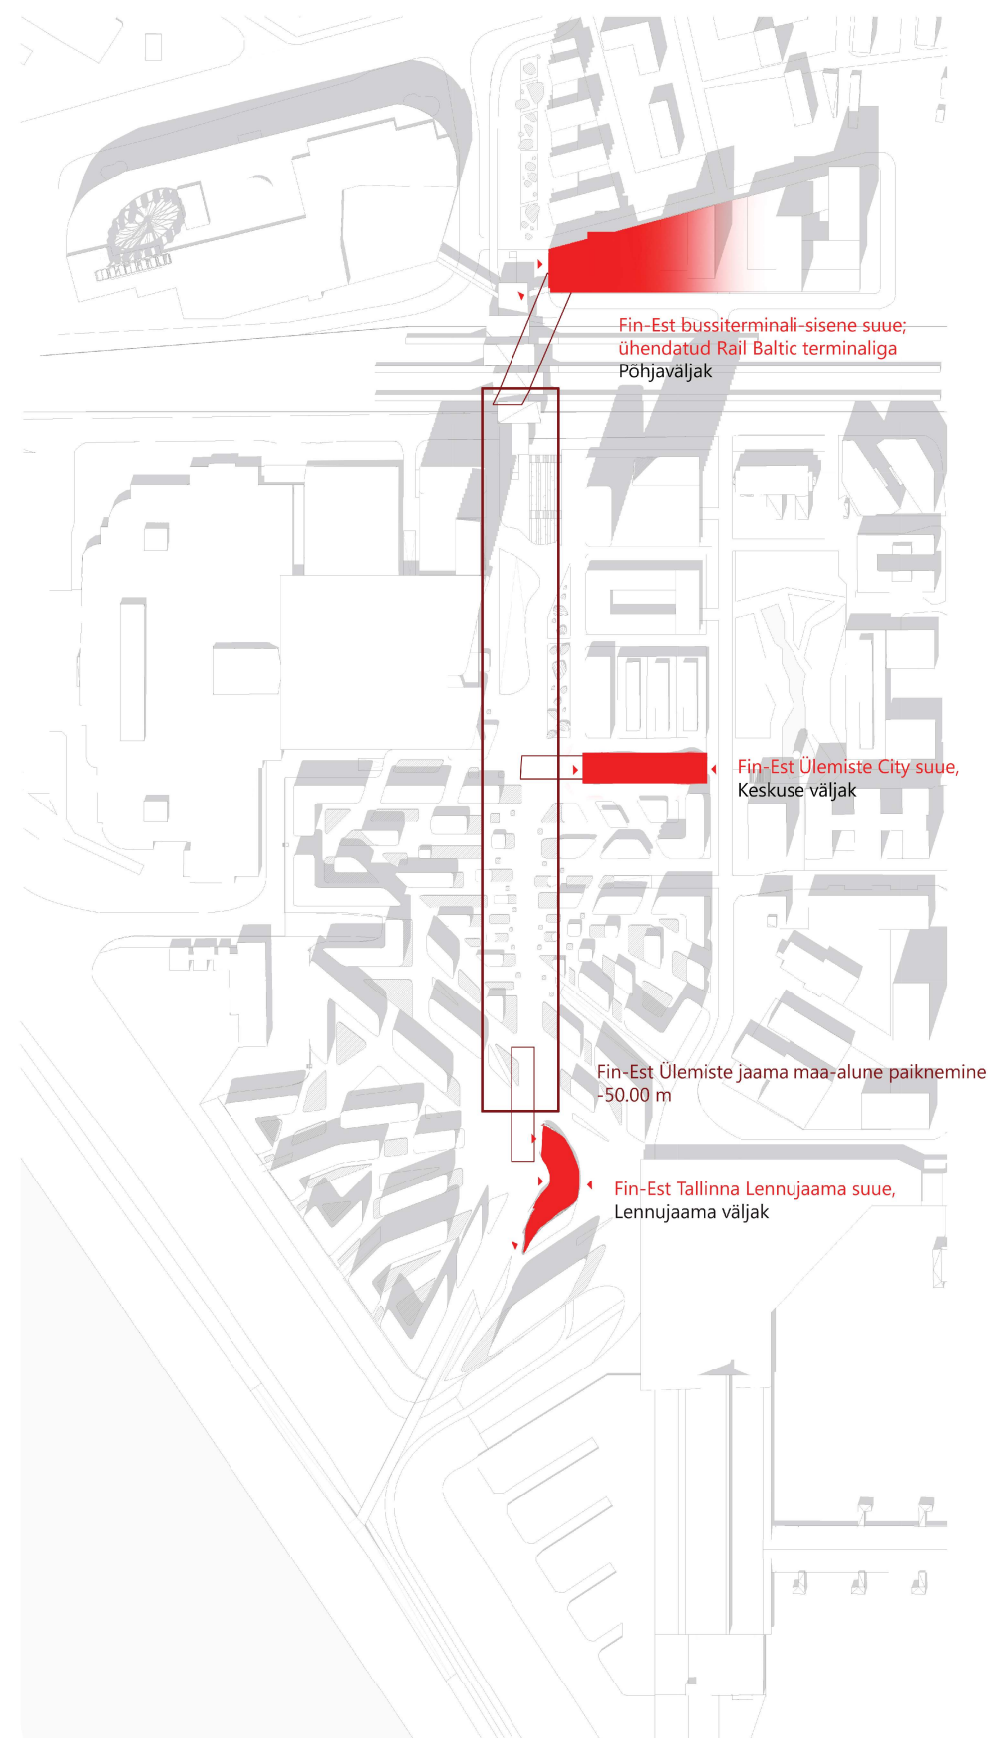 Fin-Est bussiterminali-sisene suue;
ühendatud Rail Baltic terminaliga
Põhjaväljak
Fin-Est Ülemiste City suue,
Keskuse väljak
Fin-Est Ülemiste jaama maa-alune paiknemine
-50.00 m
Fin-Est Tallinna Lennujaama suue,
Lennujaama väljak